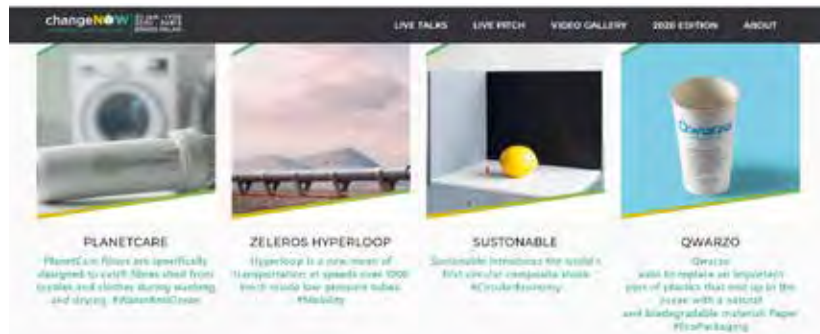 changeNOW
LIVE TALKS
LIVE PITCH
VIDEO GALLERY
2020 EDITION
ABOUT
Qwarzo
PLANETCARE
PlanetCare filters are specifically
designed to catch fibres shed from
textiles and clothes during washing
and drying. #WaterAndOcean
ZELEROS HYPERLOOP
Hyperloop is a new mean of
transportation at speeds over 1000
km/h inside low pressure tubes.
#Mobility
SUSTONABLE
Sustonable introduces the world's
first circular composite stone.
#CircularEconomy
QWARZO
Qwarzo
aims to replace an important
part of plastics that end up in the
ocean with a natural
and biodegradable material: Paper
#EcoPackaging